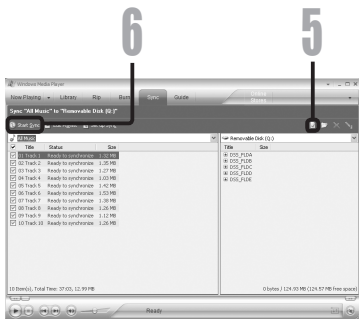 6
5
Windows Media Player
Now Playing Library Rip Burn Sync Guide
Sync "All Music" to "Removable Disk (Q:)"
Start Sync
All Music
Removable Disk (Q:)
Title Status Size
Title Size
01 Track 1 Ready to synchronize 1.32 MB
02 Track 2 Ready to synchronize 1.35 MB
03 Track 3 Ready to synchronize 1.27 MB
04 Track 4 Ready to synchronize 1.03 MB
05 Track 5 Ready to synchronize 1.42 MB
06 Track 6 Ready to synchronize 1.53 MB
07 Track 7 Ready to synchronize 1.38 MB
08 Track 8 Ready to synchronize 1.26 MB
09 Track 9 Ready to synchronize 1.12 MB
10 Track 10 Ready to synchronize 1.26 MB
DSS_FLDA
DSS_FLDB
DSS_FLDC
DSS_FLDD
DSS_FLDE
10 Item(s), Total Time: 37:03, 12.99 MB
0 bytes / 124.93 MB (124.57 MB free space)
Ready